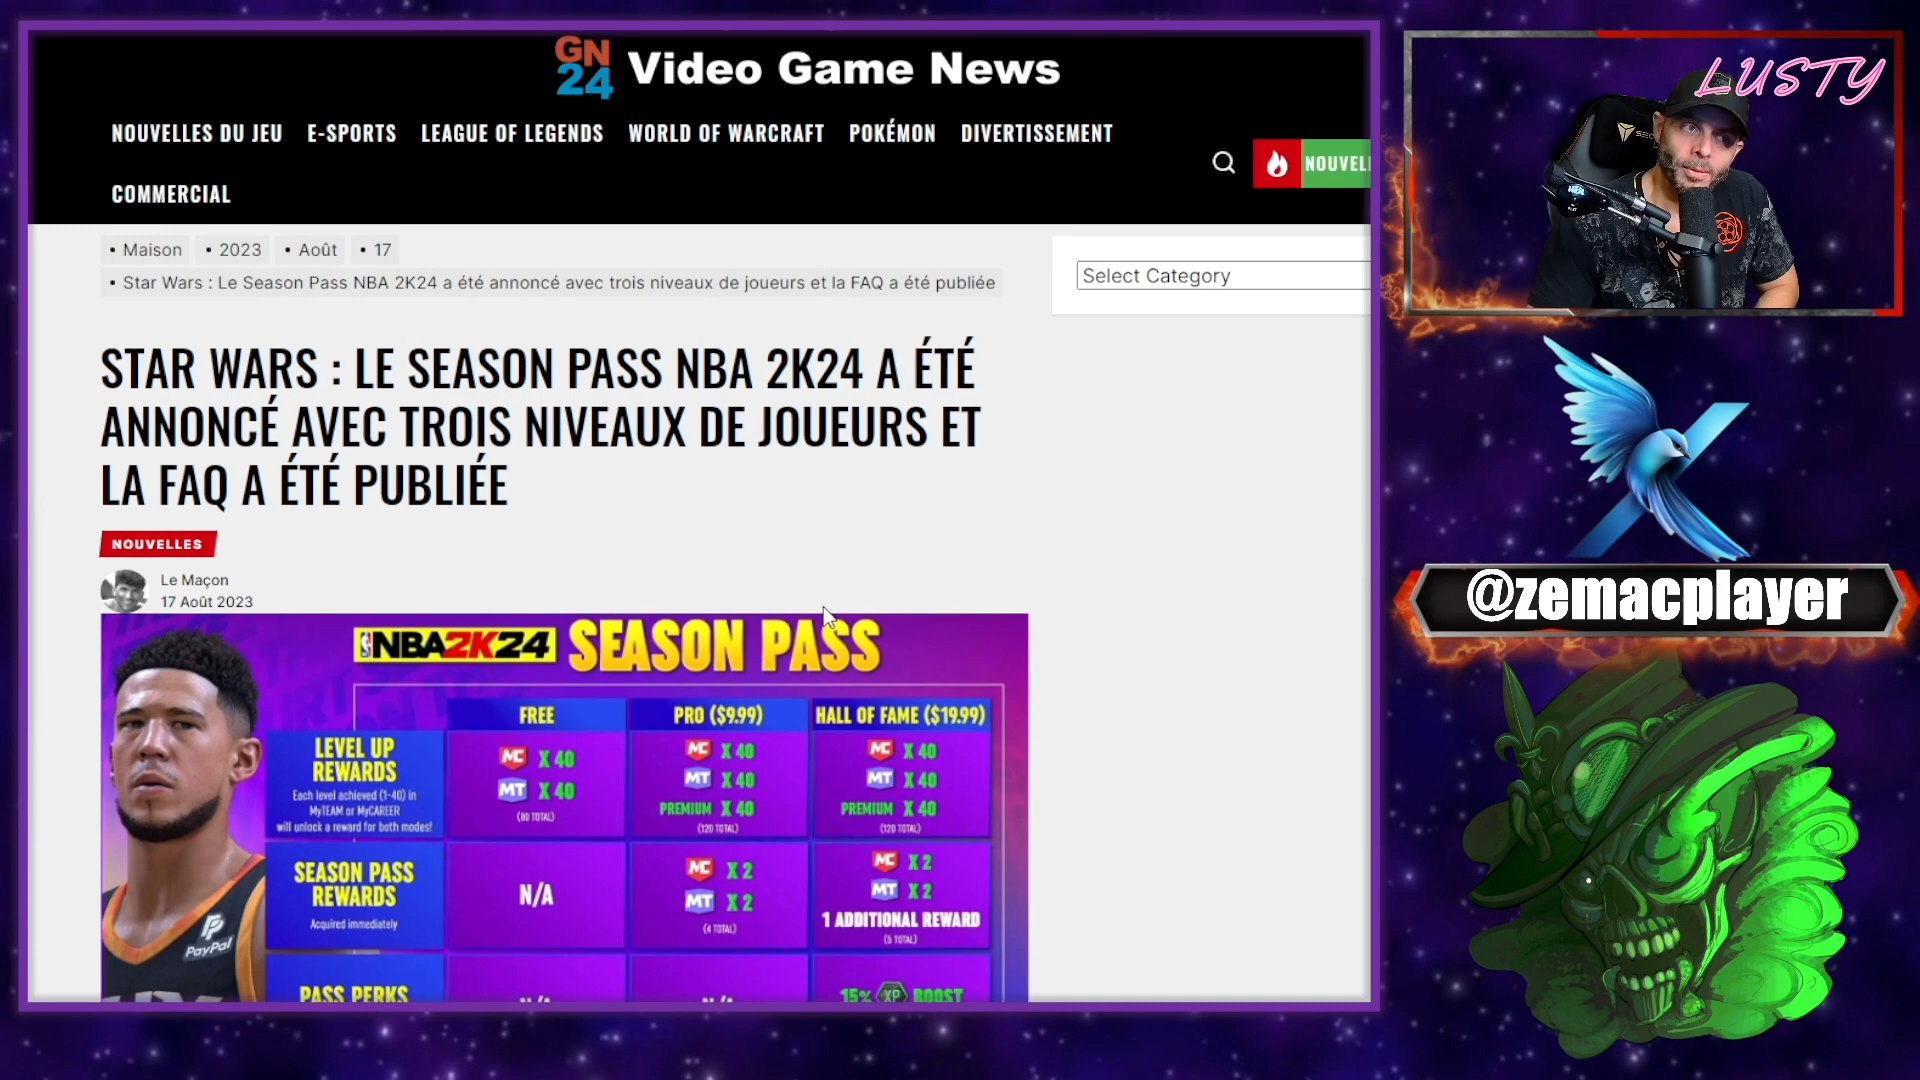 GN
24
Video Game News
NOUVELLES DU JEU
E-SPORTS
LEAGUE OF LEGENDS
WORLD OF WARCRAFT
POKÉMON
DIVERTISSEMENT
COMMERCIAL
• Maison
• 2023
• Août
• 17
• Star Wars : Le Season Pass NBA 2K24 a été annoncé avec trois niveaux de joueurs et la FAQ a été publiée
Select Category
STAR WARS : LE SEASON PASS NBA 2K24 A ÉTÉ
ANNONCÉ AVEC TROIS NIVEAUX DE JOUEURS ET
LA FAQ A ÉTÉ PUBLIÉE
NOUVELLES
Le Maçon
17 Août 2023
NBA2K24 SEASON PASS
FREE
PRO ($9.99)
HALL OF FAME ($19.99)
LEVEL UP
REWARDS
Each level achieved (1-40) in
MyTEAM or MyCAREER
will unlock a reward for both modes!
MC X 40
MT X 40
(80 TOTAL)
MC X 40
MT X 40
PREMIUM X 40
(120 TOTAL)
MC X 40
MT X 40
PREMIUM X 40
(120 TOTAL)
SEASON PASS
REWARDS
Acquired immediately
N/A
MC X 2
MT X 2
(4 TOTAL)
MC X 2
MT X 2
1 ADDITIONAL REWARD
(5 TOTAL)
PASS PERKS
15% XP BOOST
PayPal
LUSTY
@zemacplayer